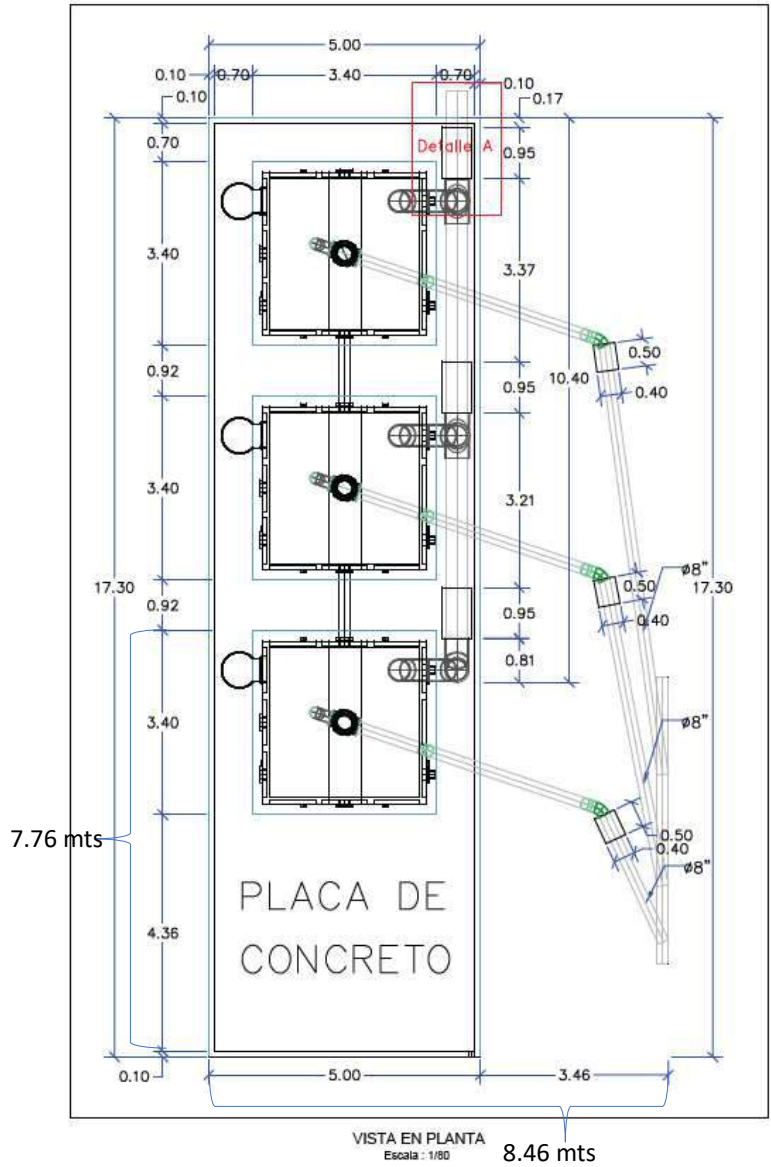 5.00
0.10 0.70 3.40 0.70 0.10
0.10 0.17
0.70 Detalle A 0.95
3.40 3.37
0.92 10.40 0.50
0.95 0.40
3.40 3.21
17.30 ø8" 17.30
0.92 0.50
0.95 0.40
0.81
3.40 ø8"
7.76 mts 0.50
0.40
ø8"
PLACA DE
4.36
CONCRETO
0.10 5.00 3.46
VISTA EN PLANTA
Escala : 1/80
8.46 mts